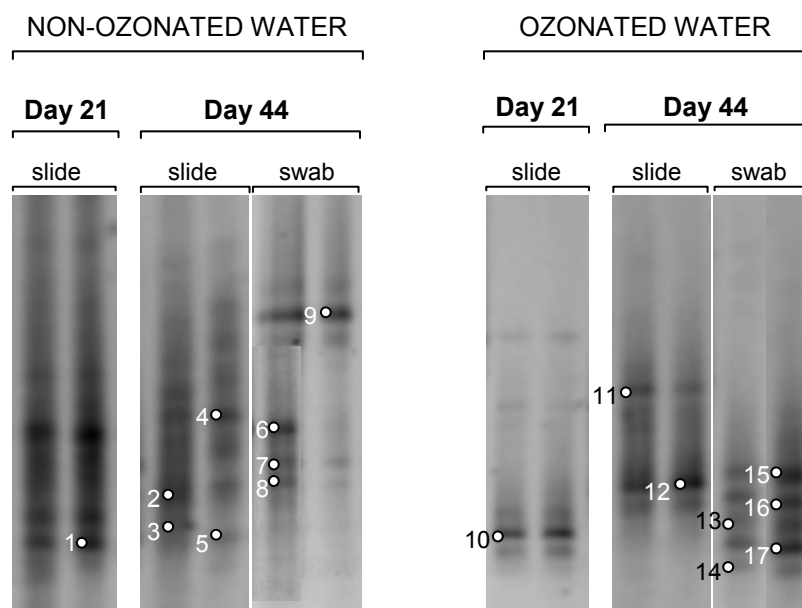 NON-OZONATED WATER
OZONATED WATER
Day 21
Day 44
Day 21
Day 44
slide
slide
swab
slide
slide
swab
9
11
4
6
7
15
8
12
2
16
3
13
5
10
1
17
14